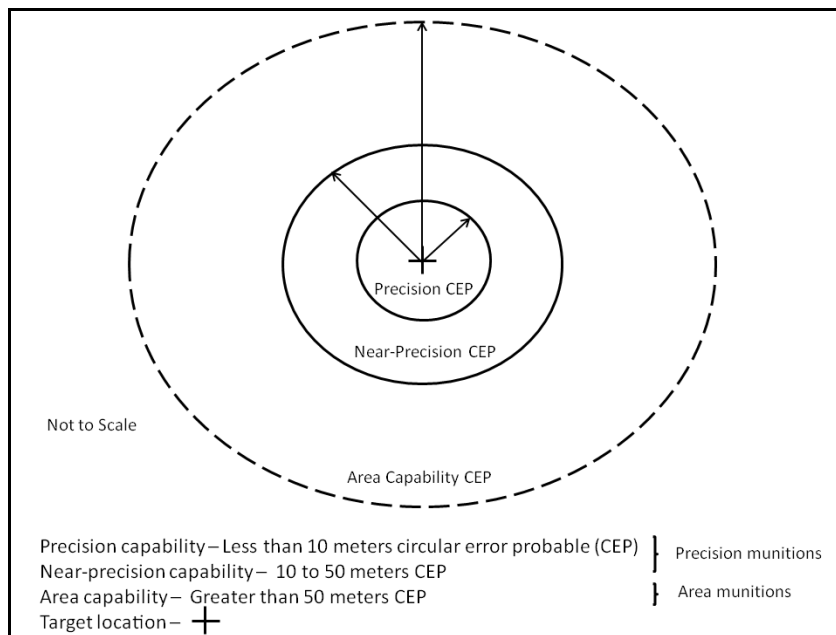 Precision CEP
Near-Precision CEP
Not to Scale
Area Capability CEP
Precision capability – Less than 10 meters circular error probable (CEP)
Near-precision capability – 10 to 50 meters CEP
Precision munitions
Area capability – Greater than 50 meters CEP
Area munitions
Target location –